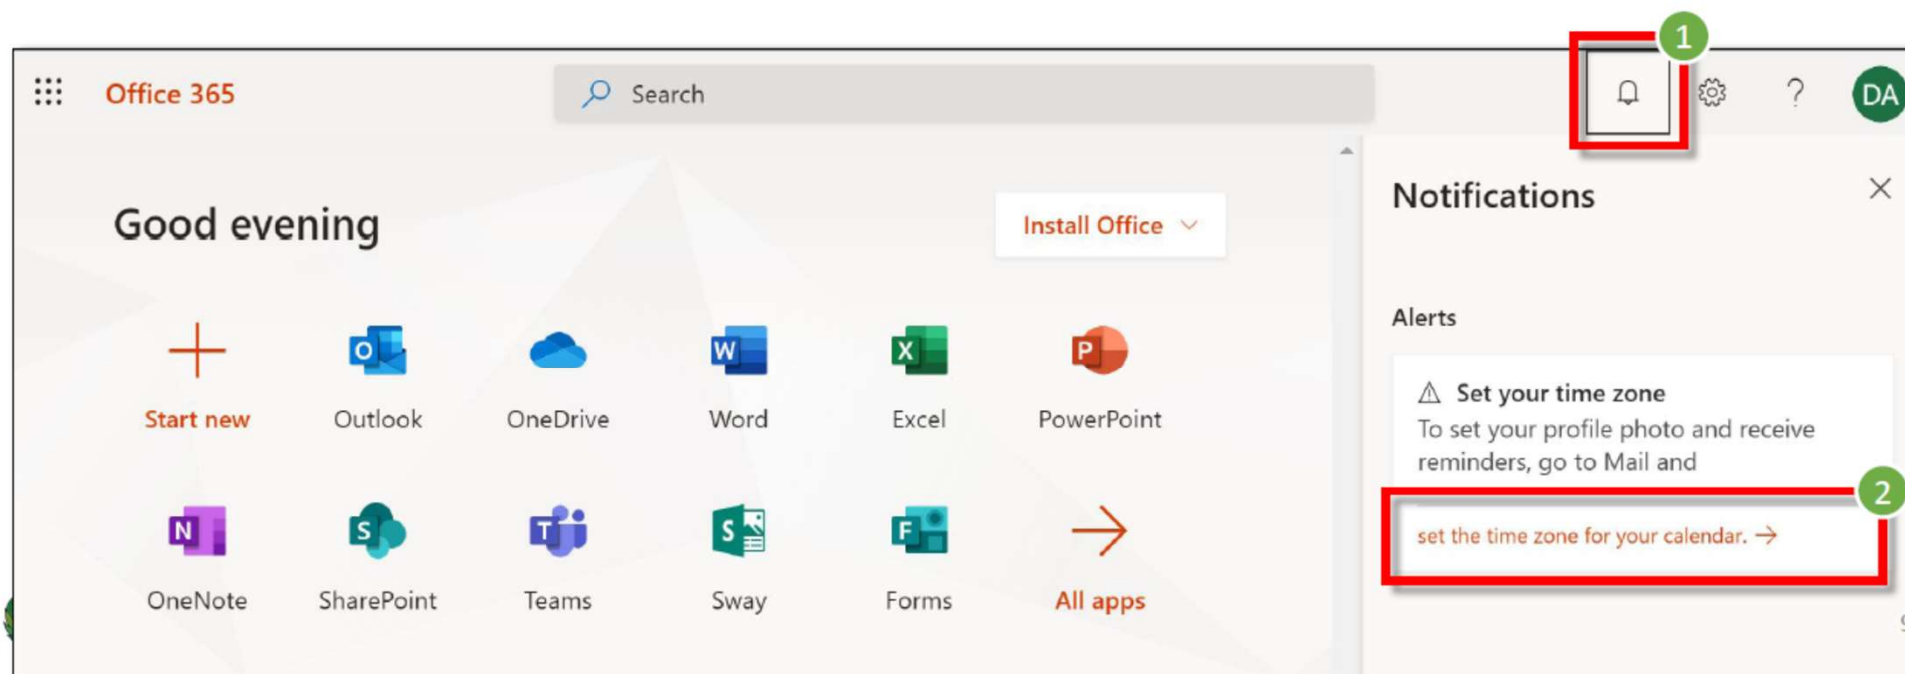 1
Office 365
Search
?
DA
Good evening
Install Office
Notifications
Alerts
Set your time zone
To set your profile photo and receive
reminders, go to Mail and
2
set the time zone for your calendar. →
O
W
X
P
Start new
Outlook
OneDrive
Word
Excel
PowerPoint
N
S
T
S
F
OneNote
SharePoint
Teams
Sway
Forms
All apps